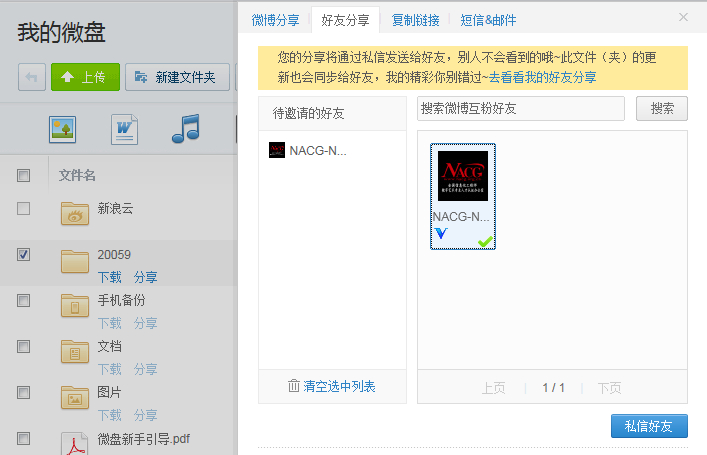 我的微盘
上传
新建文件夹
文件名
新浪云
20059
下载 分享
手机备份
下载 分享
文档
下载 分享
图片
下载 分享
微盘新手引导.pdf
微博分享 好友分享 复制链接 短信&邮件
您的分享将通过私信发送给好友，别人不会看到的哦~此文件（夹）的更
新也会同步给好友，我的精彩你别错过~去看看我的好友分享
待邀请的好友
NACG-N...
清空选中列表
搜索微博互粉好友 搜索
NACG
NACG-N...
上页 | 1 / 1 | 下页
私信好友